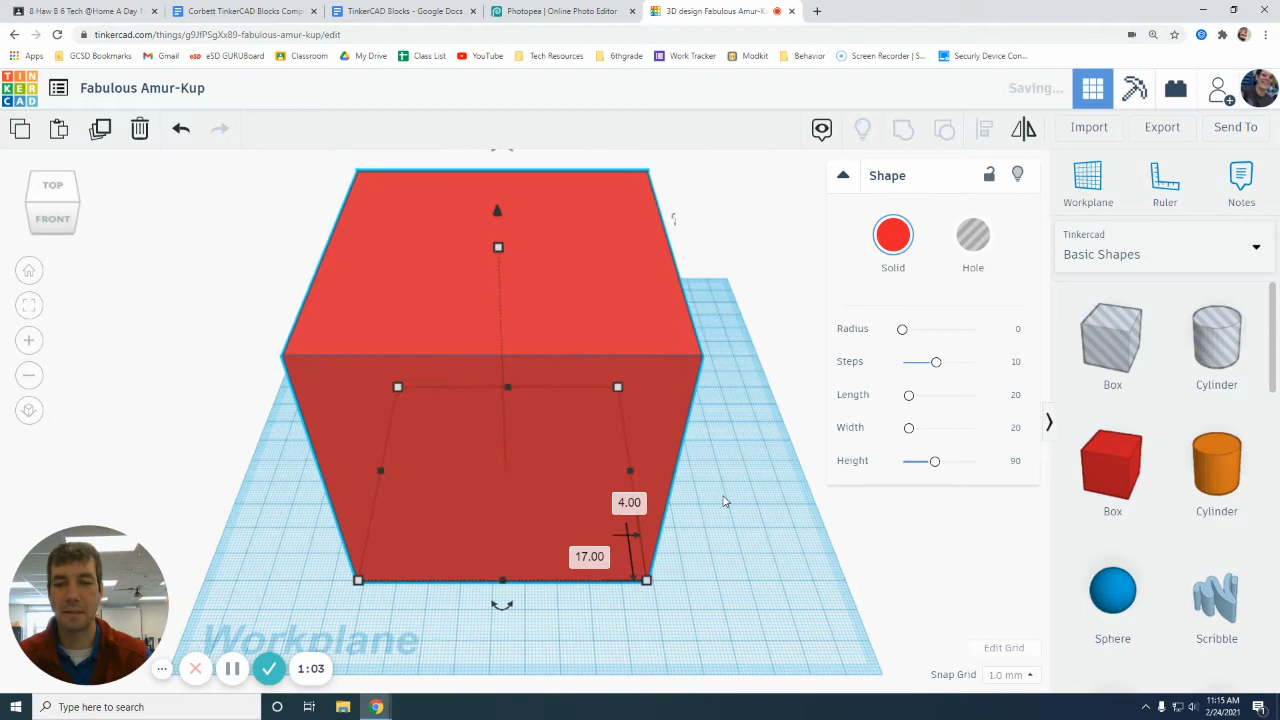 8 Haw B 6 Tech @Home A Day 1
Corbett TinkerCAD Blocks Compl
TinkerCAD Blocks - Google Docs
Photopea | Online Photo Editor
3D design Fabulous Amur-Ku
tinkercad.com/things/g9JfPSgXx89-fabulous-amur-kup/edit
Apps
GCSD Bookmarks
Gmail
eSD GURUBoard
Classroom
My Drive
Class List
YouTube
Tech Resources
6thgrade
Work Tracker
Modkit
Behavior
Screen Recorder | S...
Securly Device Con...
TIN
KER
CAD
Fabulous Amur-Kup
Saving...
Import
Export
Send To
TOP
FRONT
Shape
Solid
Hole
Radius 0
Steps 10
Length 20
Width 20
Height 90
Workplane
Ruler
Notes
Tinkercad
Basic Shapes
Box
Cylinder
Box
Cylinder
Sphere
Scribble
4.00
17.00
Workplane
Edit Grid
Snap Grid 1.0 mm
1:03
Type here to search
11:15 AM
2/24/2021